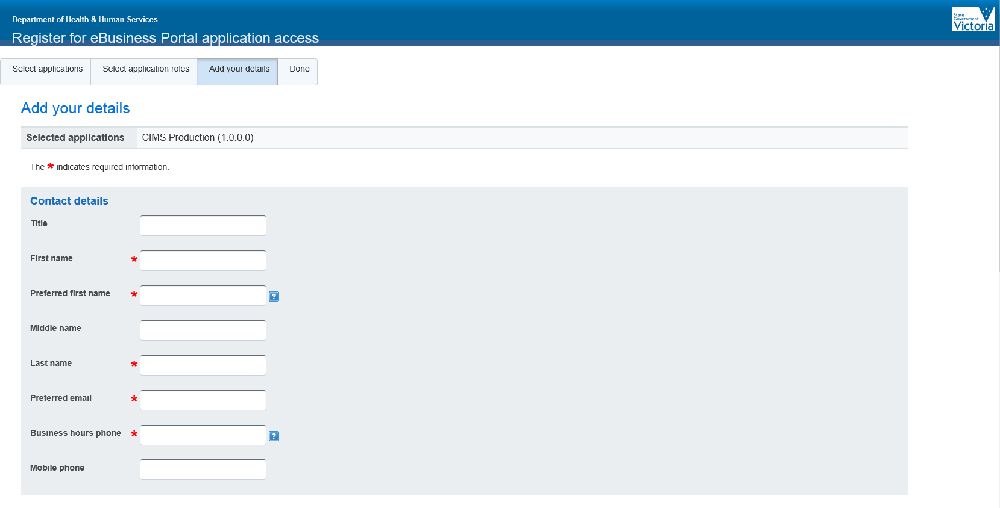 Department of Health & Human Services
State
Government
Victoria
Register for eBusiness Portal application access
Select applications
Select application roles
Add your details
Done
Add your details
Selected applications
CIMS Production (1.0.0.0)
The * indicates required information.
Contact details
Title
First name *
Preferred first name * ?
Middle name
Last name *
Preferred email *
Business hours phone * ?
Mobile phone